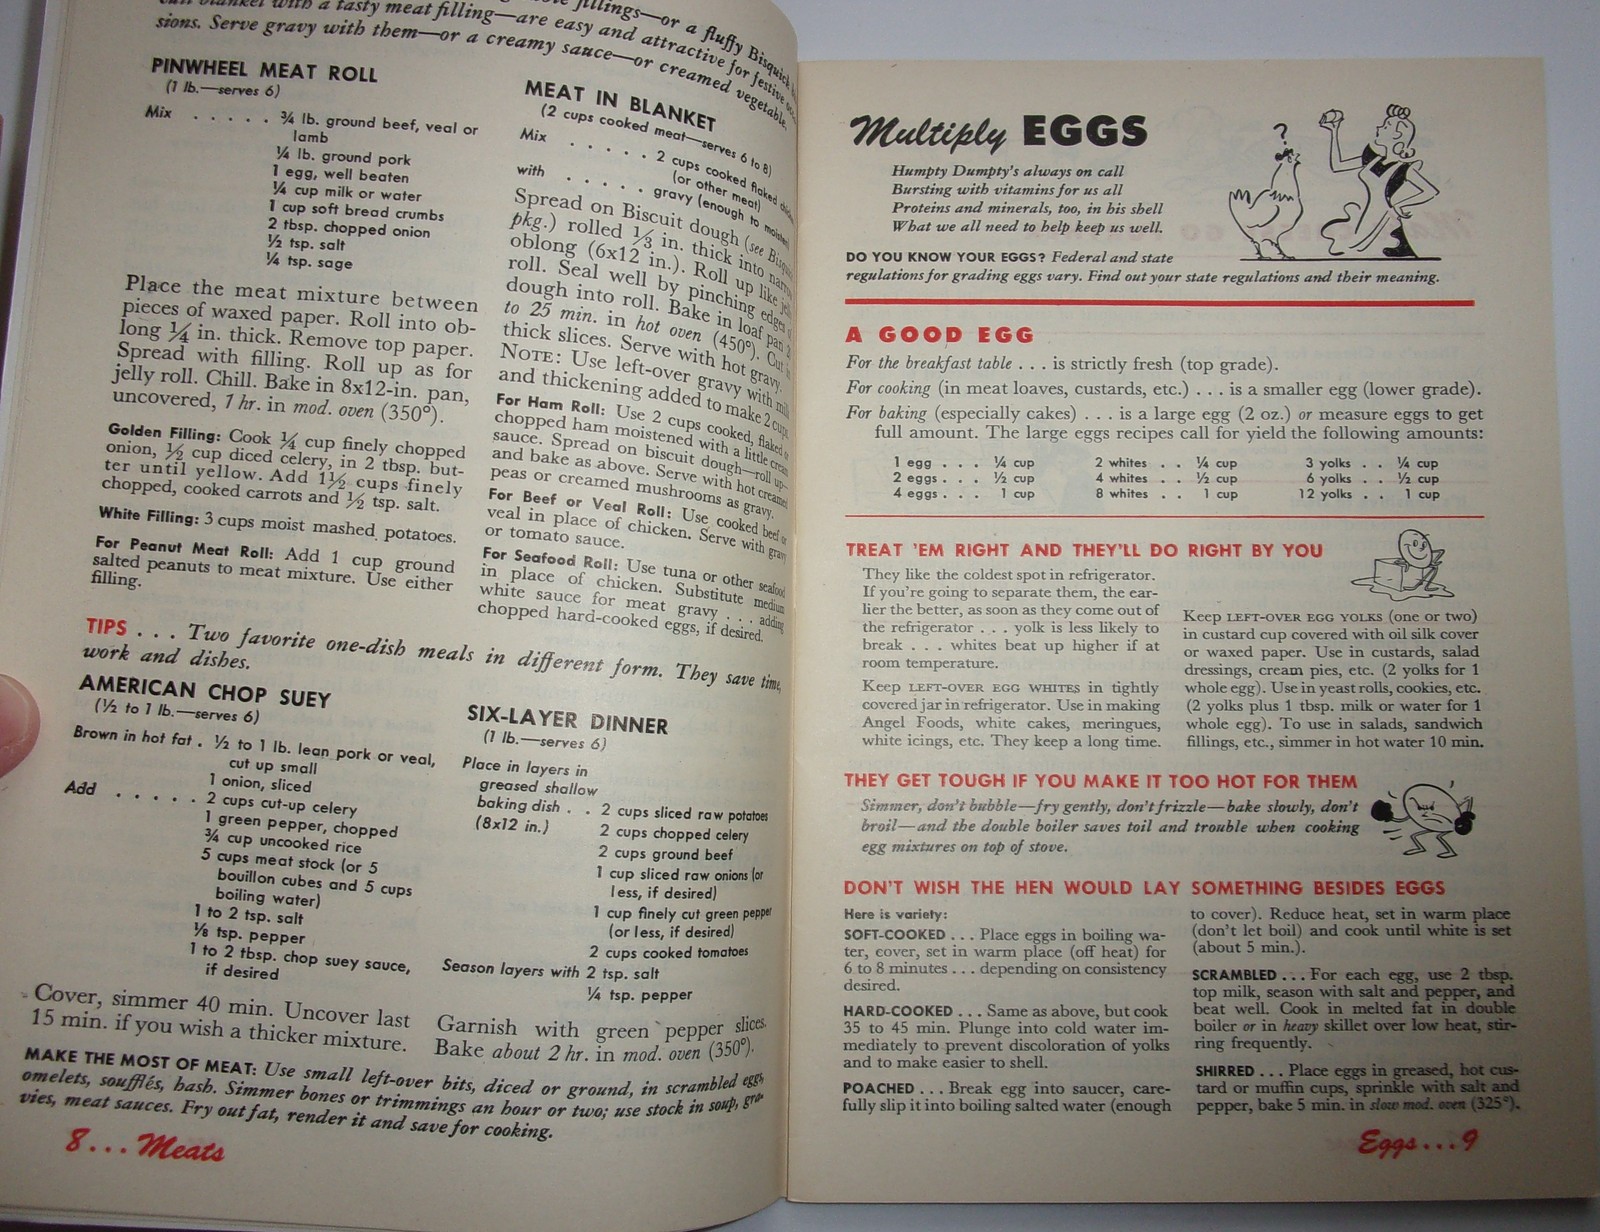 fillings—or a fluffy Bisquick
blanket with a tasty meat filling—are easy and attractive for festive
sions. Serve gravy with them—or a creamy sauce—or creamed vegetable.
PINWHEEL MEAT ROLL
(1 lb.—serves 6)
Mix . . . . . ¾ lb. ground beef, veal or
lamb
¼ lb. ground pork
1 egg, well beaten
¼ cup milk or water
1 cup soft bread crumbs
2 tbsp. chopped onion
½ tsp. salt
¼ tsp. sage
Place the meat mixture between
pieces of waxed paper. Roll into ob-
long ¼ in. thick. Remove top paper.
Spread with filling. Roll up as for
jelly roll. Chill. Bake in 8x12-in. pan,
uncovered, 1 hr. in mod. oven (350°).
Golden Filling: Cook ¼ cup finely chopped
onion, ½ cup diced celery, in 2 tbsp. but-
ter until yellow. Add 1½ cups finely
chopped, cooked carrots and ½ tsp. salt.
White Filling: 3 cups moist mashed potatoes.
For Peanut Meat Roll: Add 1 cup ground
salted peanuts to meat mixture. Use either
filling.
MEAT IN BLANKET
(2 cups cooked meat—serves 6 to 8)
Mix . . . . . 2 cups cooked flaked
(or other meat)
with . . . . . gravy (enough to moisten)
Spread on Biscuit dough (see
pkg.) rolled ⅓ in. thick into
oblong (6x12 in.). Roll up like
roll. Seal well by pinching edges
dough into roll. Bake in loaf pan
to 25 min. in hot oven (450°). Cut in
thick slices. Serve with hot gravy.
NOTE: Use left-over gravy with milk
and thickening added to make 2 cups.
For Ham Roll: Use 2 cups cooked, flaked or
chopped ham moistened with a little cream
sauce. Spread on biscuit dough—roll up—
and bake as above. Serve with hot creamed
peas or creamed mushrooms as gravy.
For Beef or Veal Roll: Use cooked beef or
veal in place of chicken. Serve with gravy
or tomato sauce.
For Seafood Roll: Use tuna or other seafood
in place of chicken. Substitute medium
white sauce for meat gravy . . . adding
chopped hard-cooked eggs, if desired.
TIPS . . . Two favorite one-dish meals in different form. They save time,
work and dishes.
AMERICAN CHOP SUEY
(½ to 1 lb.—serves 6)
Brown in hot fat . ½ to 1 lb. lean pork or veal,
cut up small
1 onion, sliced
Add . . . . . 2 cups cut-up celery
1 green pepper, chopped
¾ cup uncooked rice
5 cups meat stock (or 5
bouillon cubes and 5 cups
boiling water)
1 to 2 tsp. salt
⅛ tsp. pepper
1 to 2 tbsp. chop suey sauce,
if desired
Cover, simmer 40 min. Uncover last
15 min. if you wish a thicker mixture.
SIX-LAYER DINNER
(1 lb.—serves 6)
Place in layers in
greased shallow
baking dish . . 2 cups sliced raw potatoes
(8x12 in.) 2 cups chopped celery
2 cups ground beef
1 cup sliced raw onions (or
less, if desired)
1 cup finely cut green pepper
(or less, if desired)
2 cups cooked tomatoes
Season layers with 2 tsp. salt
¼ tsp. pepper
Garnish with green pepper slices.
Bake about 2 hr. in mod. oven (350°).
MAKE THE MOST OF MEAT: Use small left-over bits, diced or ground, in scrambled eggs,
omelets, soufflés, hash. Simmer bones or trimmings an hour or two; use stock in soup, gra-
vies, meat sauces. Fry out fat, render it and save for cooking.
8... Meats
Multiply EGGS
Humpty Dumpty's always on call
Bursting with vitamins for us all
Proteins and minerals, too, in his shell
What we all need to help keep us well.
?
DO YOU KNOW YOUR EGGS? Federal and state
regulations for grading eggs vary. Find out your state regulations and their meaning.
A GOOD EGG
For the breakfast table . . . is strictly fresh (top grade).
For cooking (in meat loaves, custards, etc.) . . . is a smaller egg (lower grade).
For baking (especially cakes) . . . is a large egg (2 oz.) or measure eggs to get
full amount. The large eggs recipes call for yield the following amounts:
1 egg . . . ¼ cup 2 whites . . ¼ cup 3 yolks . . ¼ cup
2 eggs . . . ½ cup 4 whites . . ½ cup 6 yolks . . ½ cup
4 eggs . . . 1 cup 8 whites . . 1 cup 12 yolks . . 1 cup
TREAT 'EM RIGHT AND THEY'LL DO RIGHT BY YOU
They like the coldest spot in refrigerator.
If you're going to separate them, the ear-
lier the better, as soon as they come out of
the refrigerator . . . yolk is less likely to
break . . . whites beat up higher if at
room temperature.
Keep LEFT-OVER EGG WHITES in tightly
covered jar in refrigerator. Use in making
Angel Foods, white cakes, meringues,
white icings, etc. They keep a long time.
Keep LEFT-OVER EGG YOLKS (one or two)
in custard cup covered with oil silk cover
or waxed paper. Use in custards, salad
dressings, cream pies, etc. (2 yolks for 1
whole egg). Use in yeast rolls, cookies, etc.
(2 yolks plus 1 tbsp. milk or water for 1
whole egg). To use in salads, sandwich
fillings, etc., simmer in hot water 10 min.
THEY GET TOUGH IF YOU MAKE IT TOO HOT FOR THEM
Simmer, don't bubble—fry gently, don't frizzle—bake slowly, don't
broil—and the double boiler saves toil and trouble when cooking
egg mixtures on top of stove.
DON'T WISH THE HEN WOULD LAY SOMETHING BESIDES EGGS
Here is variety:
SOFT-COOKED . . . Place eggs in boiling wa-
ter, cover, set in warm place (off heat) for
6 to 8 minutes . . . depending on consistency
desired.
HARD-COOKED . . . Same as above, but cook
35 to 45 min. Plunge into cold water im-
mediately to prevent discoloration of yolks
and to make easier to shell.
POACHED . . . Break egg into saucer, care-
fully slip it into boiling salted water (enough
to cover). Reduce heat, set in warm place
(don't let boil) and cook until white is set
(about 5 min.).
SCRAMBLED . . . For each egg, use 2 tbsp.
top milk, season with salt and pepper, and
beat well. Cook in melted fat in double
boiler or in heavy skillet over low heat, stir-
ring frequently.
SHIRRED . . . Place eggs in greased, hot cus-
tard or muffin cups, sprinkle with salt and
pepper, bake 5 min. in slow mod. oven (325°).
Eggs...9